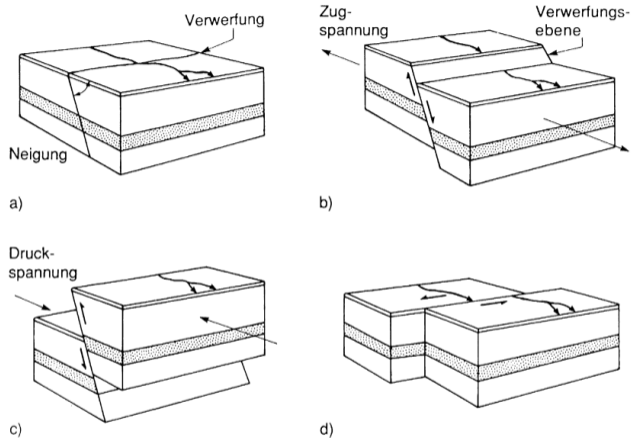 Verwerfung
Neigung
a)
Zug-
spannung
Verwerfungs-
ebene
b)
Druck-
spannung
c)
d)